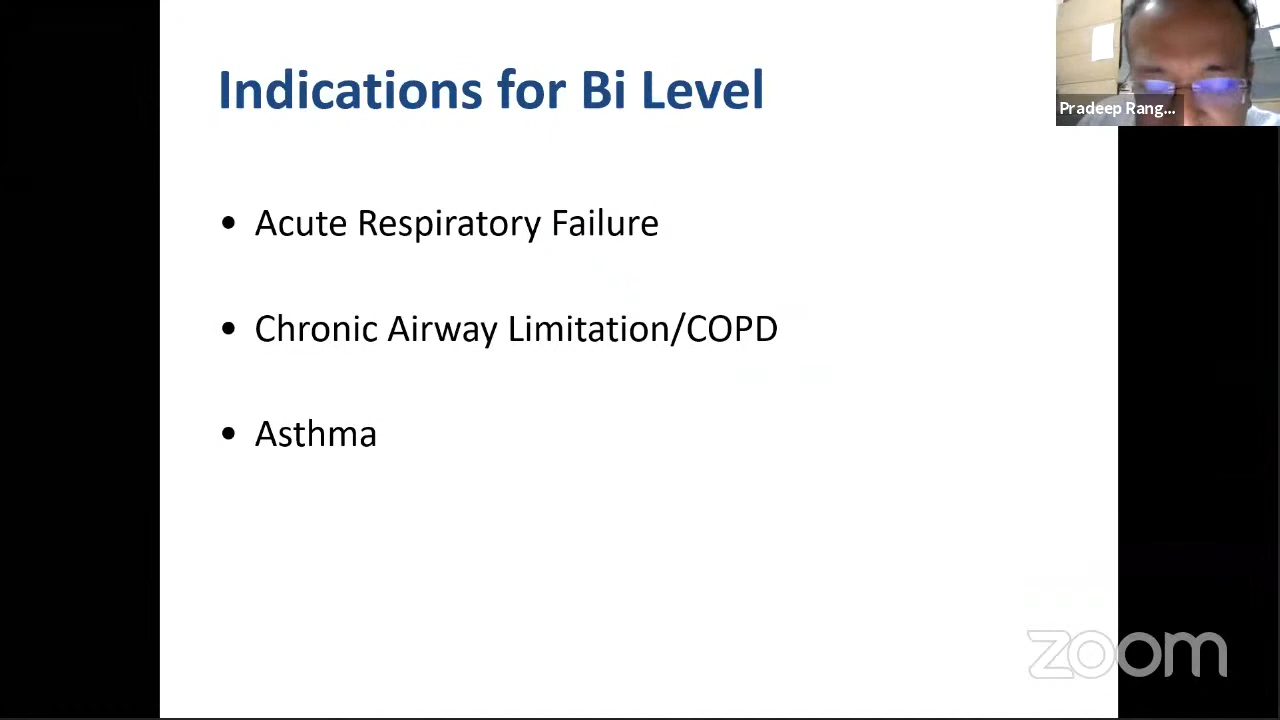 Indications for Bi Level
Pradeep Rang...
• Acute Respiratory Failure
• Chronic Airway Limitation/COPD
• Asthma
zoom